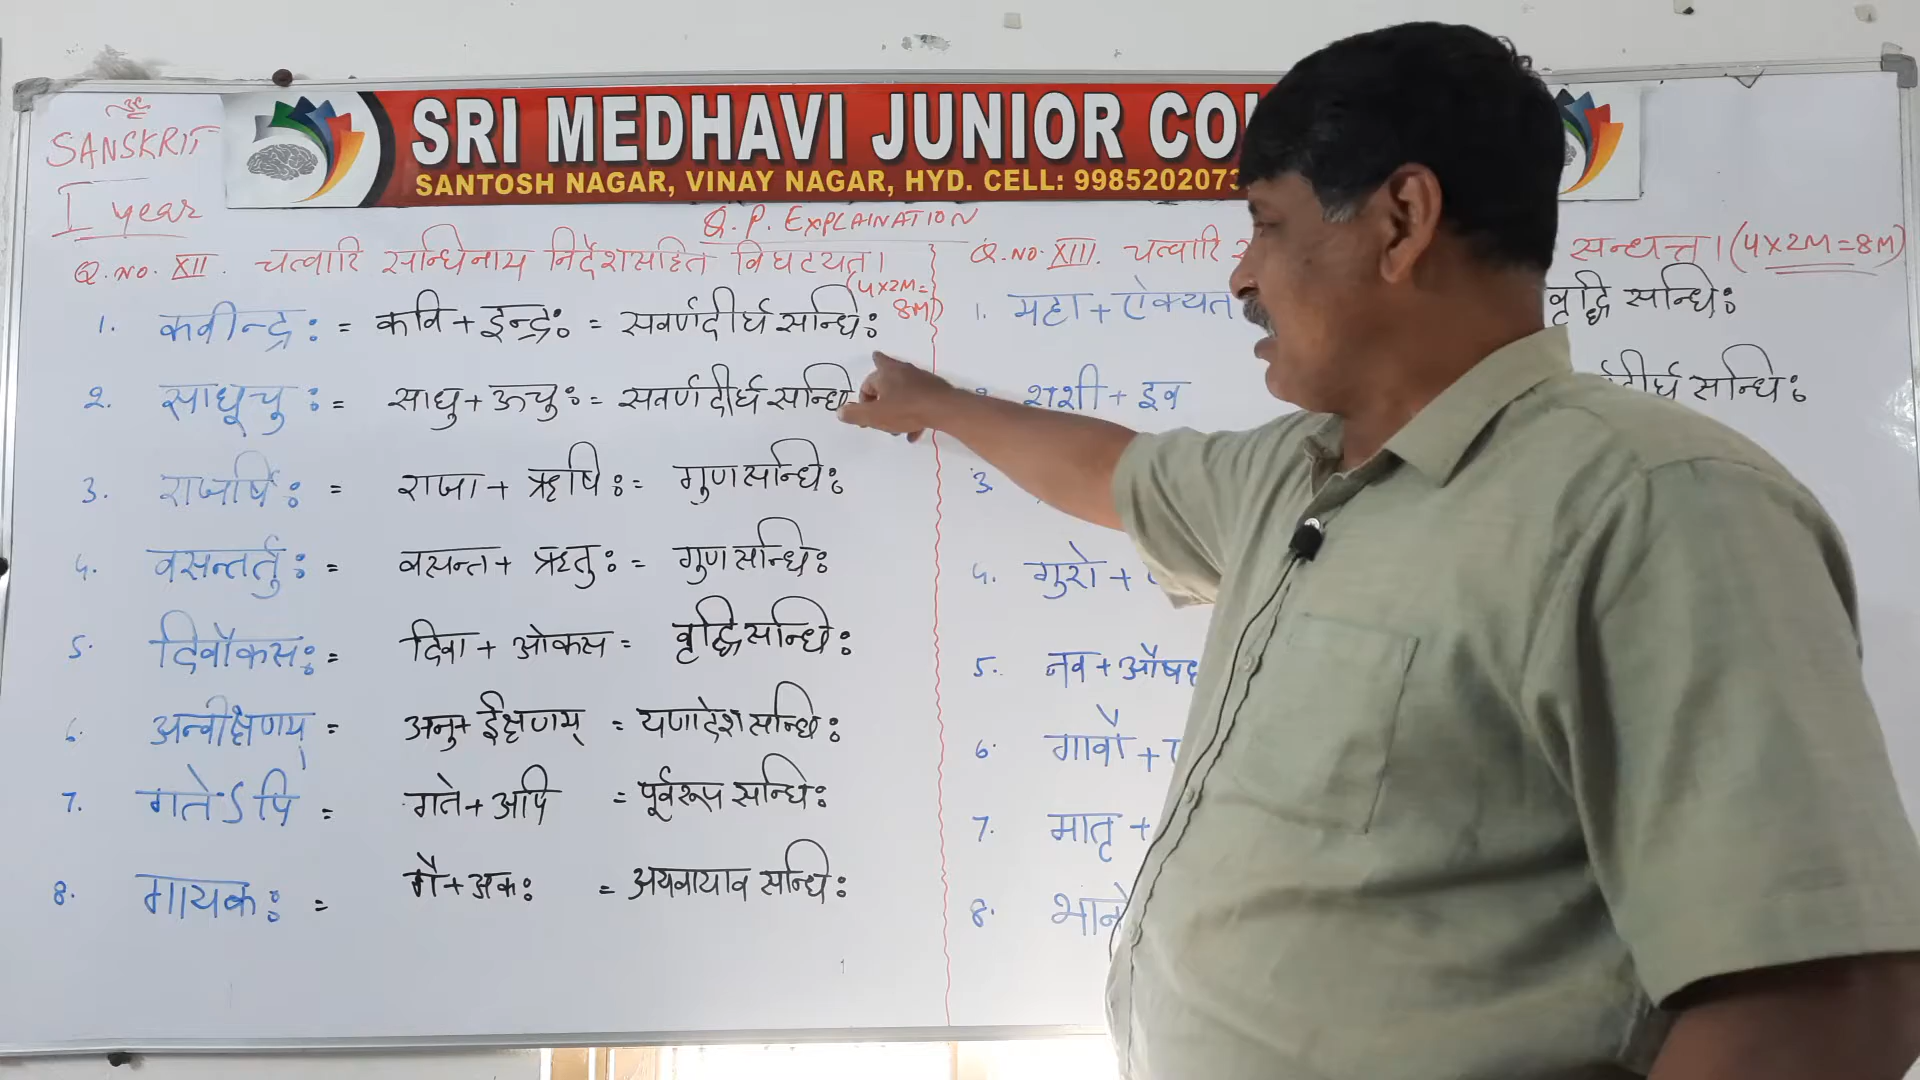 ॐ
SANSKRIT
I year
SRI MEDHAVI JUNIOR CO
SANTOSH NAGAR, VINAY NAGAR, HYD. CELL: 998520207
Q.P. EXPLAINATION
Q.NO. XII. चत्वारि सन्धिनाम निर्देशसहितं विघटयत।
(4x2M=8M)
1. कवीन्द्रः = कवि + इन्द्रः = सवर्णदीर्घ सन्धिः
2. साधूचुः = साधु + ऊचुः = सवर्णदीर्घ सन्धि
3. राजर्षिः = राजा + ऋषिः = गुणसन्धिः
4. वसन्तर्तुः = वसन्त + ऋतुः = गुण सन्धिः
5. दिवौकसः = दिवा + ओकस = वृद्धि सन्धिः
6. अन्वीक्षणम् = अनु + ईक्षणम् = यणादेश सन्धिः
7. गतेऽपि = गते + अपि = पूर्वरूप सन्धिः
8. गायकः = गै + अकः = अयवायाव सन्धिः
Q.NO. XIII. चत्वारि सन्धत्त। (4x2M=8M)
1. महा + ऐक्यत वृद्धि सन्धिः
2. शशी + इव दीर्घ सन्धिः
3.
4. गुरो +
5. नव + औष
6. गावौ +
7. मातृ +
8. भानो